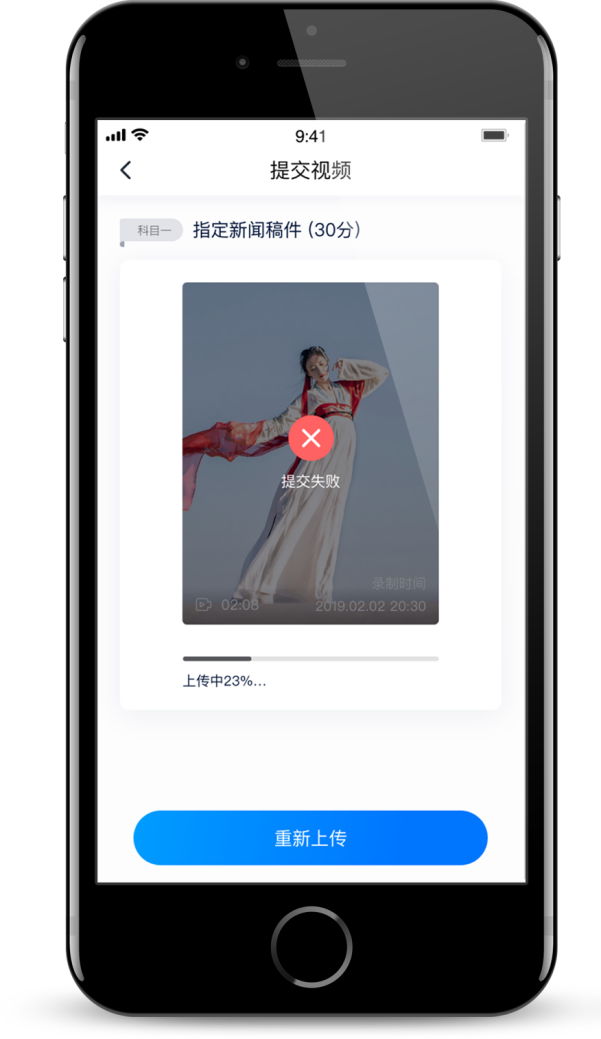 9:41
提交视频
科目一
指定新闻稿件 (30分)
提交失败
录制时间
02:08
2019.02.02 20:30
上传中23%...
重新上传